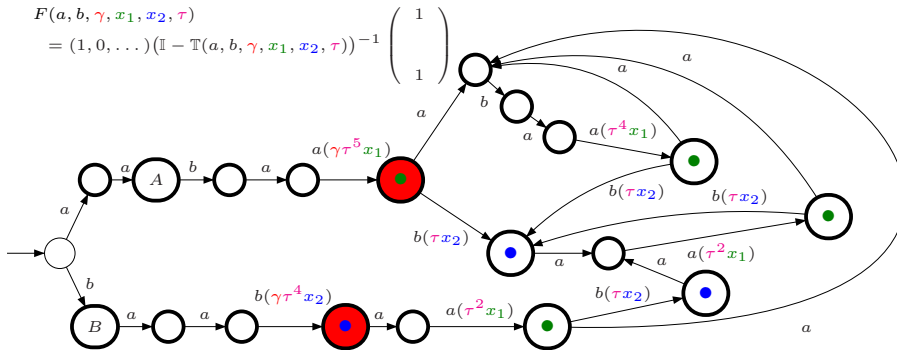 F(a, b, γ, x₁, x₂, τ)
= (1, 0, . . .)(𝕀 − 𝕋(a, b, γ, x₁, x₂, τ))⁻¹ ( 1 1 )
a
a
a
b
a
a
a(τ⁴x₁)
a
a(γτ⁵x₁)
a
A
b
a
b(τx₂)
b(τx₂)
a
b(τx₂)
a
a
a(τ²x₁)
b
b(γτ⁴x₂)
b(τx₂)
a(τ²x₁)
B
a
a
a
a